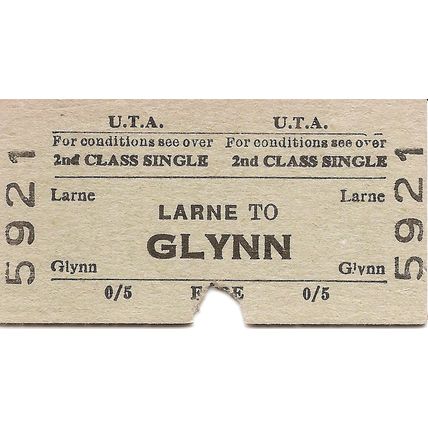 U.T.A. U.T.A.
For conditions see over For conditions see over
2nd CLASS SINGLE 2nd CLASS SINGLE
Larne Larne
LARNE TO
GLYNN
Glynn Glynn
0/5 0/5
5921 5921